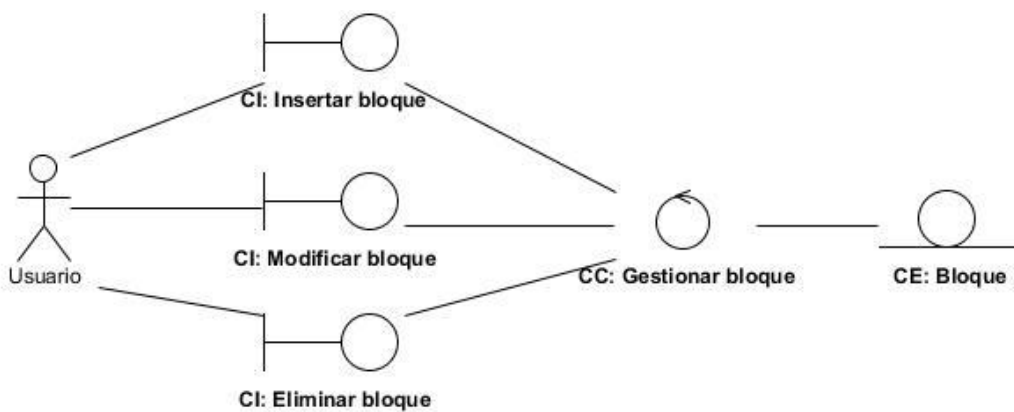 CI: Insertar bloque
CI: Modificar bloque
Usuario
CC: Gestionar bloque
CE: Bloque
CI: Eliminar bloque